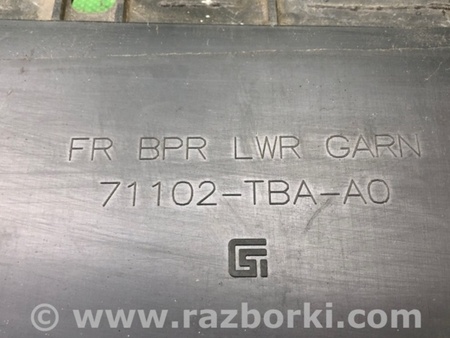 FR BPR LWR GARN
71102-TBA-A0
© www.razborki.com